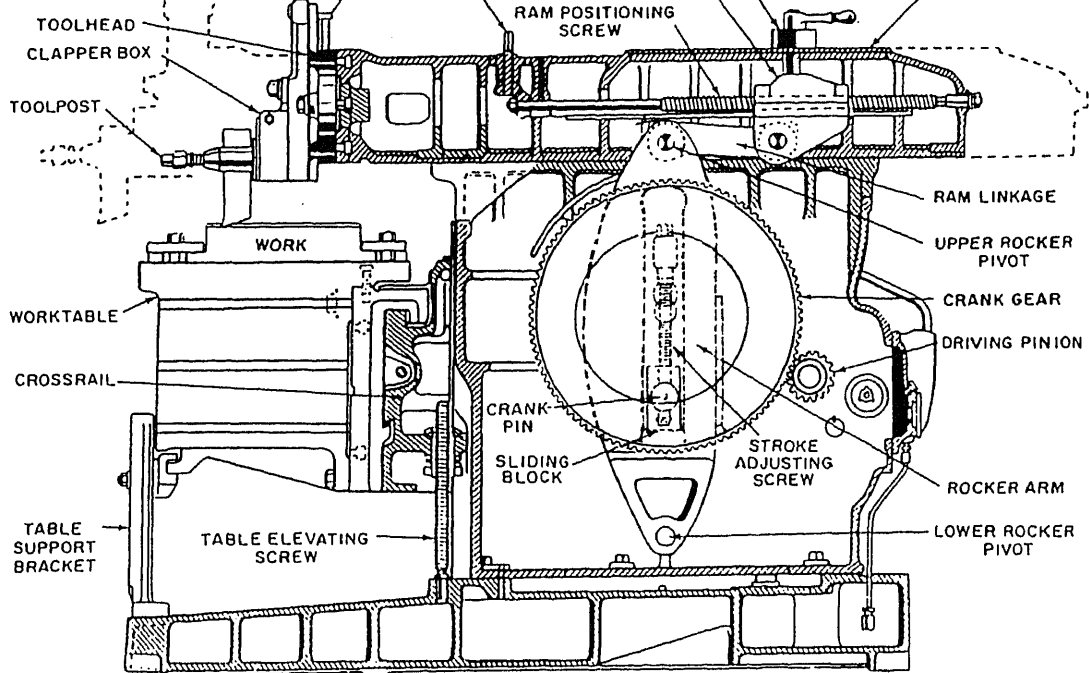 TOOLHEAD
CLAPPER BOX
TOOLPOST
RAM POSITIONING
SCREW
RAM LINKAGE
UPPER ROCKER
PIVOT
WORK
WORKTABLE
CRANK GEAR
DRIVING PINION
CROSSRAIL
CRANK
PIN
SLIDING
BLOCK
STROKE
ADJUSTING
SCREW
ROCKER ARM
TABLE
SUPPORT
BRACKET
TABLE ELEVATING
SCREW
LOWER ROCKER
PIVOT